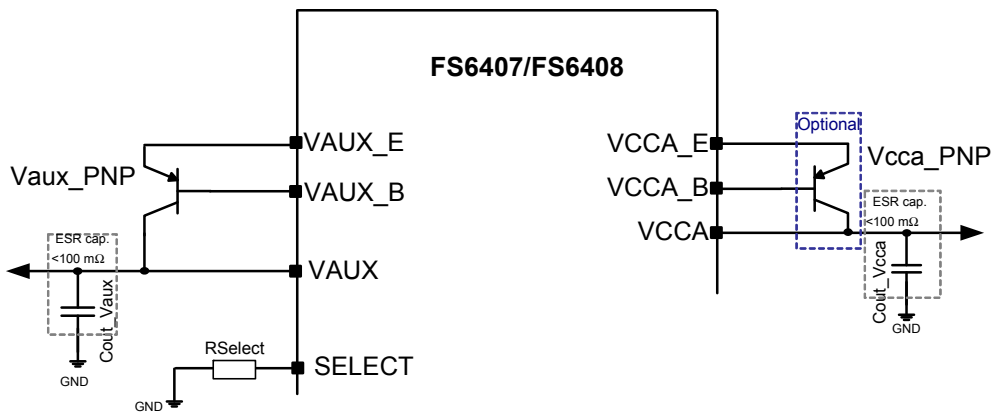 FS6407/FS6408
VAUX_E
Vaux_PNP
VAUX_B
ESR cap.
<100 mΩ
VAUX
Cout_Vaux
GND
RSelect
SELECT
GND
Optional
VCCA_E
Vcca_PNP
VCCA_B
ESR cap.
<100 mΩ
VCCA
Cout_Vcca
GND